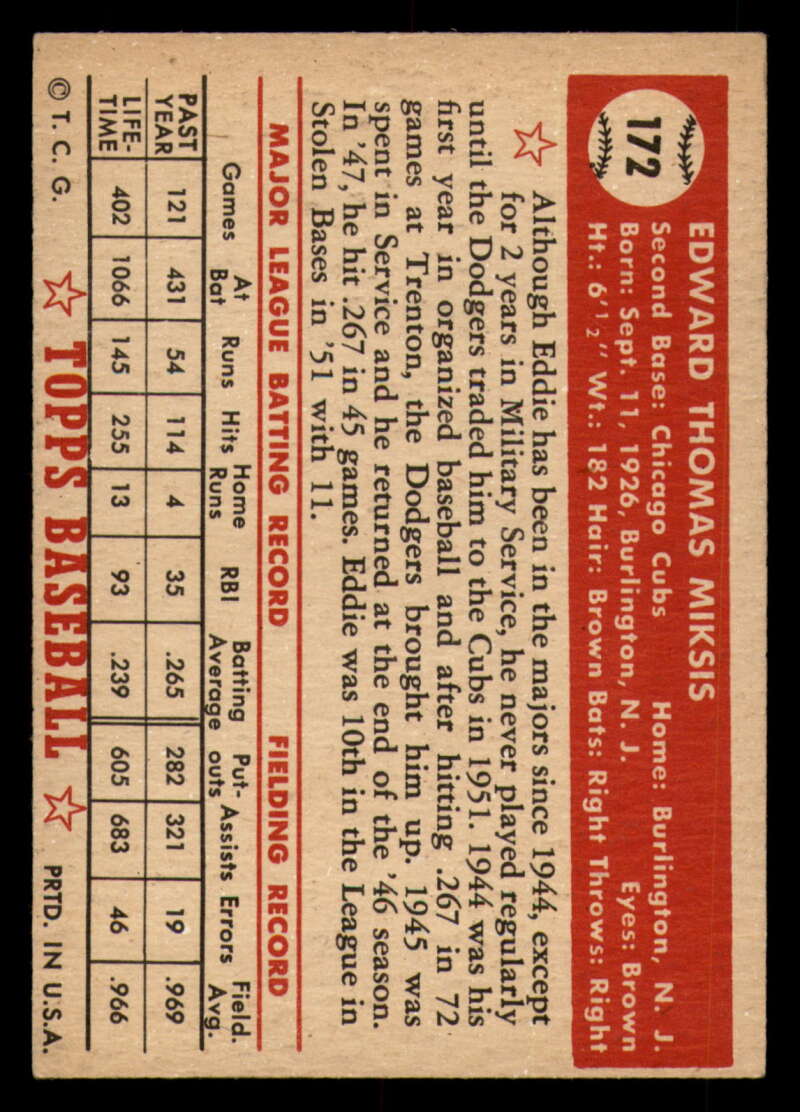 172
EDWARD THOMAS MIKSIS
Second Base: Chicago Cubs Home: Burlington, N. J.
Born: Sept. 11, 1926, Burlington, N. J. Eyes: Brown
Ht.: 6'1/2" Wt.: 182 Hair: Brown Bats: Right Throws: Right
Although Eddie has been in the majors since 1944, except
for 2 years in Military Service, he never played regularly
until the Dodgers traded him to the Cubs in 1951. 1944 was his
first year in organized baseball and after hitting .267 in 72
games at Trenton, the Dodgers brought him up. 1945 was
spent in Service and he returned at the end of the '46 season.
In '47, he hit .267 in 45 games. Eddie was 10th in the League in
Stolen Bases in '51 with 11.
MAJOR LEAGUE BATTING RECORD FIELDING RECORD
Games At Bat Runs Hits Home Runs RBI Batting Average Put-outs Assists Errors Field. Avg.
PAST YEAR 121 431 54 114 4 35 .265 282 321 19 .969
LIFE-TIME 402 1066 145 255 13 93 .239 605 683 46 .966
© T. C. G. TOPPS BASEBALL PRTD. IN U.S.A.